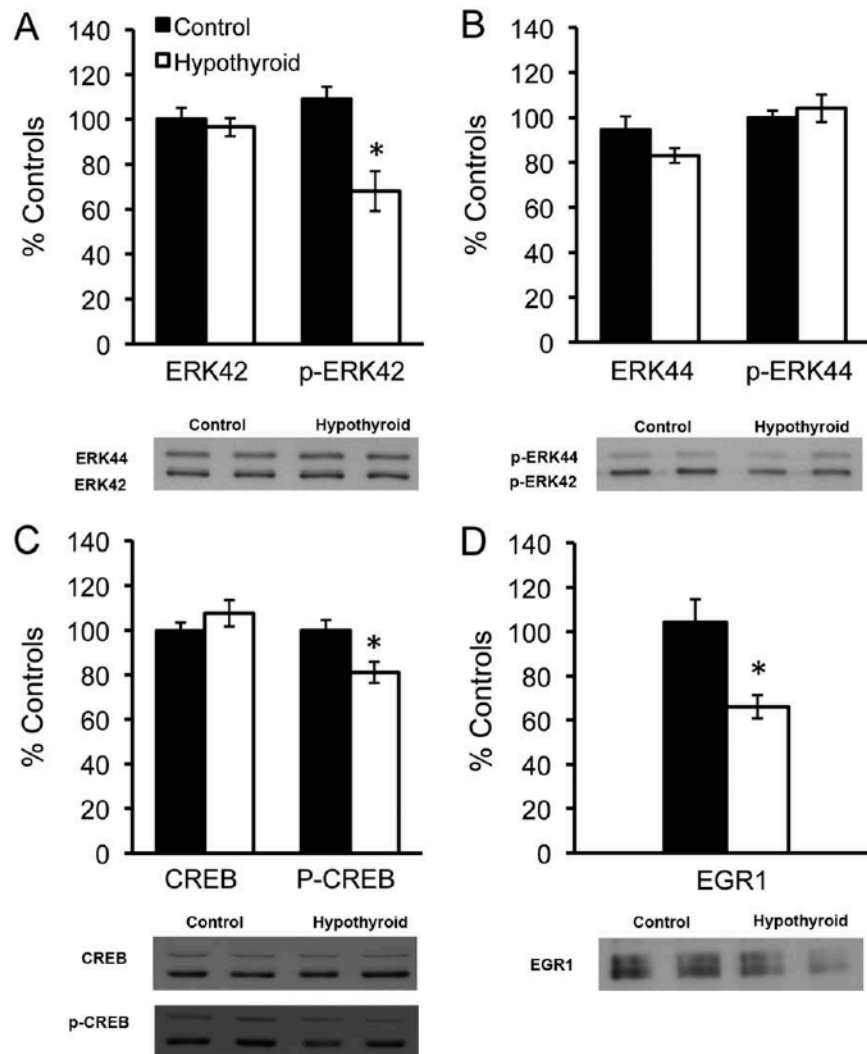 A
Control
Hypothyroid
% Controls
140
120
100
80
60
40
20
0
*
ERK42 p-ERK42
Control Hypothyroid
ERK44
ERK42
B
% Controls
140
120
100
80
60
40
20
0
ERK44 p-ERK44
Control Hypothyroid
p-ERK44
p-ERK42
C
% Controls
140
120
100
80
60
40
20
0
*
CREB P-CREB
Control Hypothyroid
CREB
p-CREB
D
% Controls
140
120
100
80
60
40
20
0
*
EGR1
Control Hypothyroid
EGR1